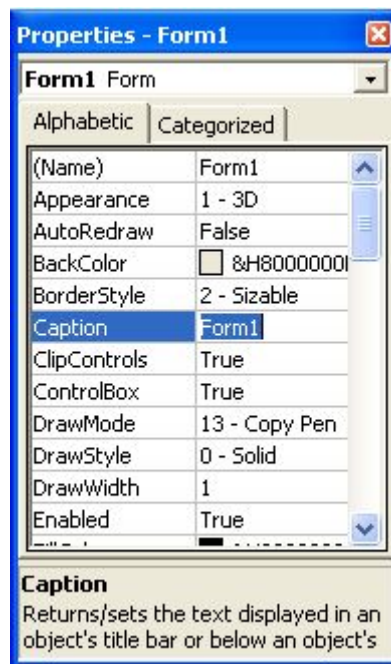 Properties - Form1
Form1 Form
Alphabetic Categorized
(Name) Form1
Appearance 1 - 3D
AutoRedraw False
BackColor &H8000000
BorderStyle 2 - Sizable
Caption Form1
ClipControls True
ControlBox True
DrawMode 13 - Copy Pen
DrawStyle 0 - Solid
DrawWidth 1
Enabled True
Caption
Returns/sets the text displayed in an
object's title bar or below an object's